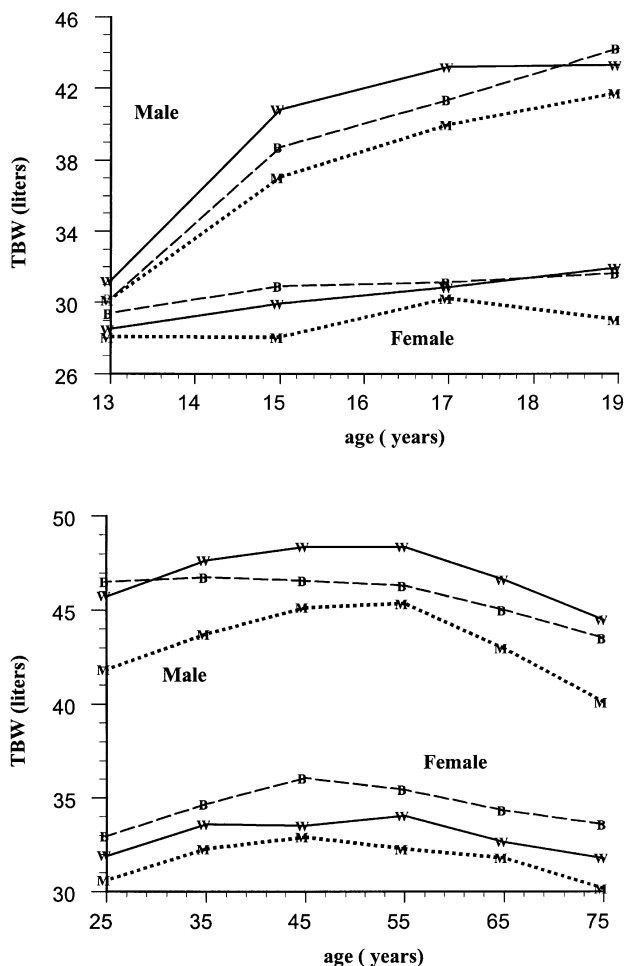 46
42
38
34
30
26
TBW (liters)
Male
Female
W W W W
B B B
M M M M
B B B B
W W W W
M M M M
13 14 15 16 17 18 19
age ( years)
50
45
40
35
30
TBW (liters)
Male
Female
W W W W W W
B B B B B B
M M M M M M
B B B B B B
W W W W W W
M M M M M M
25 35 45 55 65 75
age ( years)